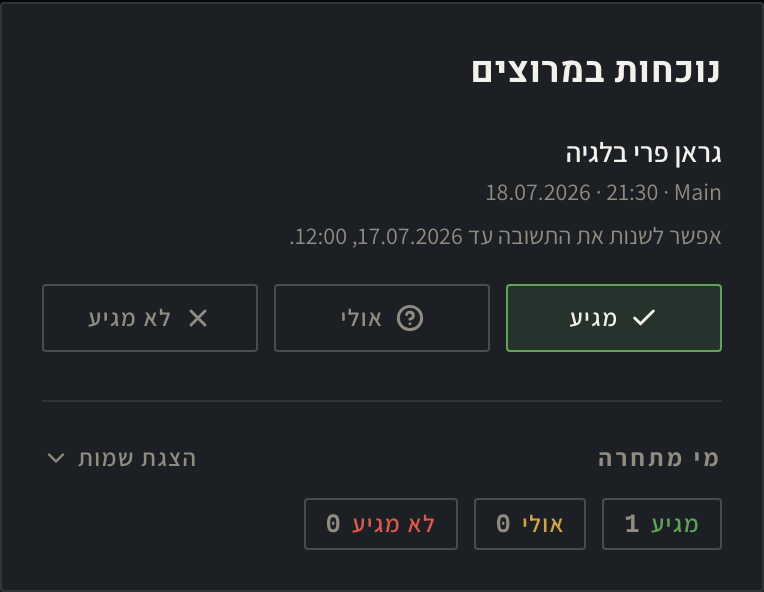 נוכחות במרוצים
גראן פרי בלגיה
18.07.2026 · 21:30 · Main
אפשר לשנות את התשובה עד 17.07.2026, 12:00.
מגיע
אולי
לא מגיע
מי מתחרה
הצגת שמות
מגיע 1
אולי 0
לא מגיע 0